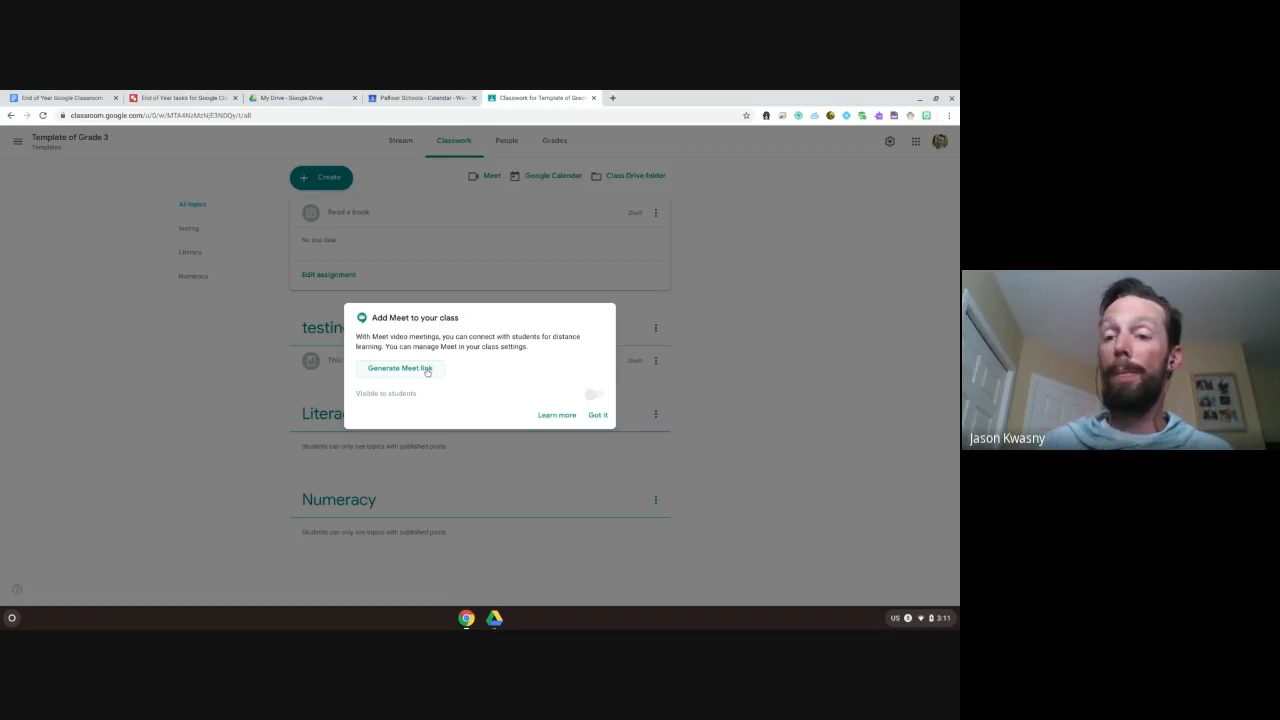 End of Year Google Classroom
End of Year tasks for Google Cl
My Drive - Google Drive
Palliser Schools - Calendar - We
Classwork for Template of Grad
classroom.google.com/u/0/w/MTA4NzMzNjE3NDQy/t/all
Template of Grade 3
Templates
Stream
Classwork
People
Grades
Create
Meet
Google Calendar
Class Drive folder
All topics
testing
Literacy
Numeracy
Read a book
Draft
No due date
Edit assignment
testin
This
Draft
Add Meet to your class
With Meet video meetings, you can connect with students for distance
learning. You can manage Meet in your class settings.
Generate Meet link
Visible to students
Learn more
Got it
Litera
Students can only see topics with published posts
Numeracy
Students can only see topics with published posts
US
3:11
Jason Kwasny